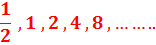 1/2 , 1 , 2 , 4 , 8 , … … ..